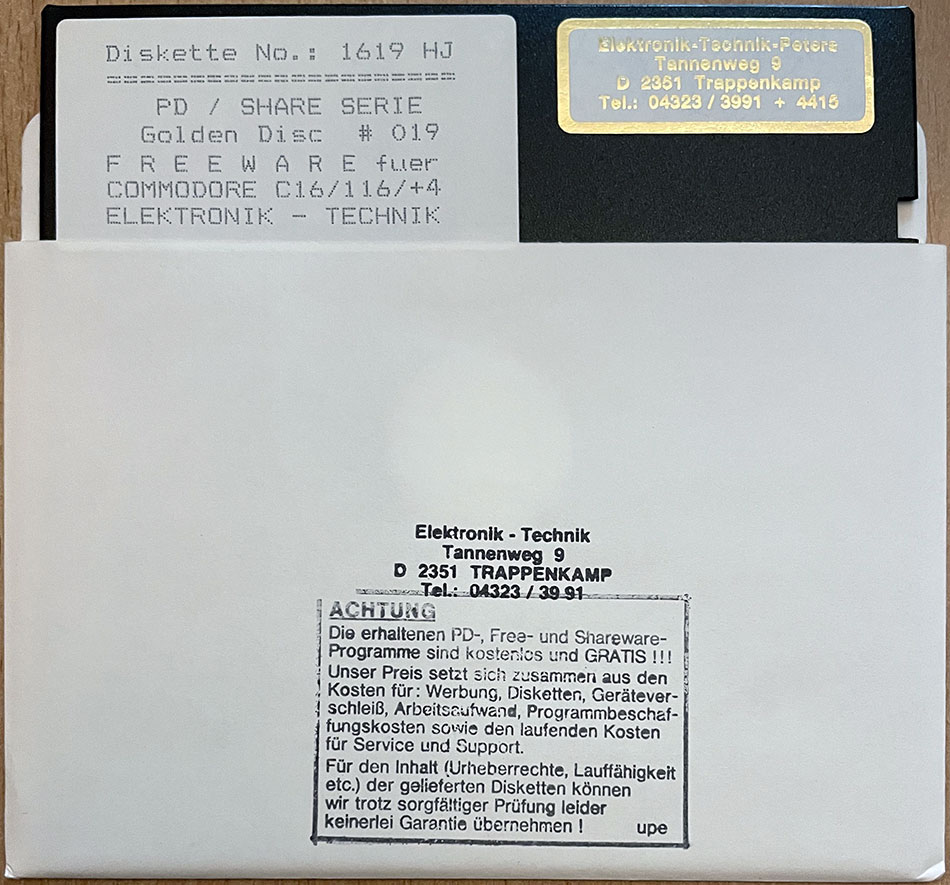 Diskette No.: 1619 HJ
==========================
PD / SHARE SERIE
Golden Disc # 019
F R E E W A R E fuer
COMMODORE C16/116/+4
ELEKTRONIK - TECHNIK
Elektronik-Technik-Peters
Tannenweg 9
D 2351 Trappenkamp
Tel.: 04323 / 3991 + 4415
Elektronik - Technik
Tannenweg 9
D 2351 TRAPPENKAMP
Tel.: 04323 / 39 91
ACHTUNG
Die erhaltenen PD-, Free- und Shareware-
Programme sind kostenlos und GRATIS !!!
Unser Preis setzt sich zusammen aus den
Kosten für: Werbung, Disketten, Gerätever-
schleiß, Arbeitsaufwand, Programmbeschaf-
fungskosten sowie den laufenden Kosten
für Service und Support.
Für den Inhalt (Urheberrechte, Lauffähigkeit
etc.) der gelieferten Disketten können
wir trotz sorgfältiger Prüfung leider
keinerlei Garantie übernehmen ! upe